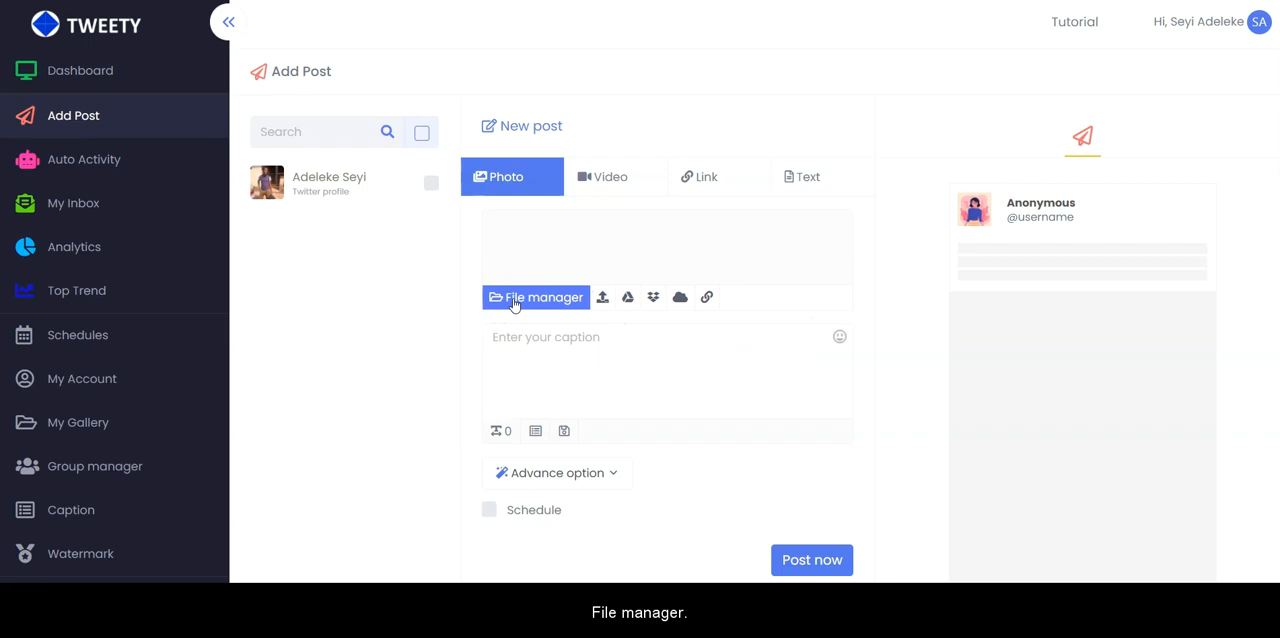 TWEETY
Tutorial
Hi, Seyi Adeleke SA
Dashboard
Add Post
Auto Activity
My Inbox
Analytics
Top Trend
Schedules
My Account
My Gallery
Group manager
Caption
Watermark
Add Post
Search
Adeleke Seyi
Twitter profile
New post
Photo Video Link Text
File manager
Enter your caption
0
Advance option
Schedule
Post now
Anonymous
@username
File manager.